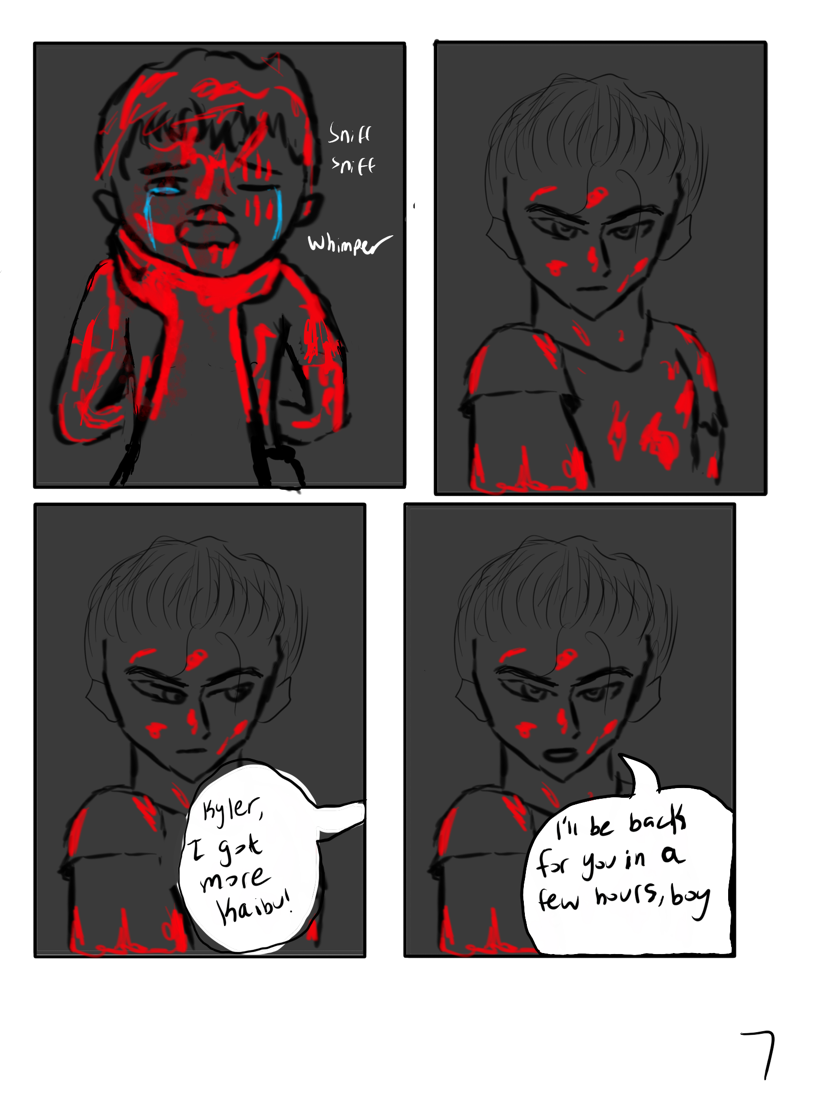 Sniff
Sniff
Whimper
Kyler,
I got
more
Kaibu!
I'll be back
for you in a
few hours, boy
7